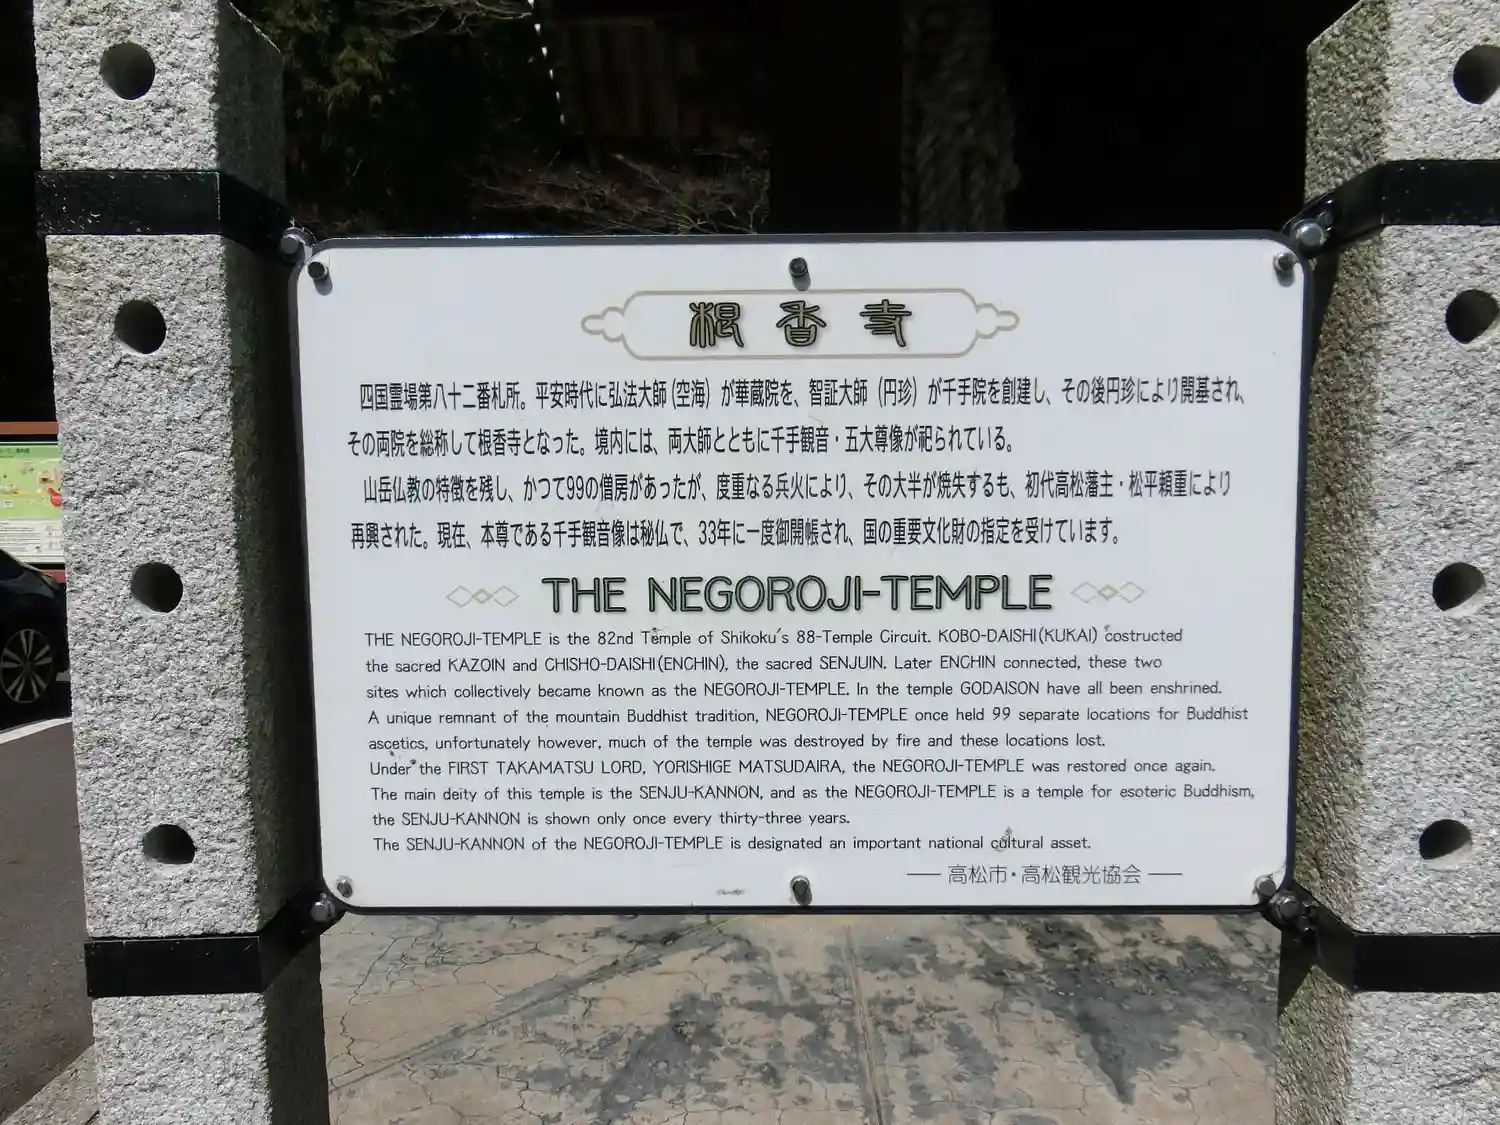 根香寺
四国霊場第八十二番札所。平安時代に弘法大師(空海)が華蔵院を、智証大師(円珍)が千手院を創建し、その後円珍により開基され、
その両院を総称して根香寺となった。境内には、両大師とともに千手観音・五大尊像が祀られている。
山岳仏教の特徴を残し、かつて99の僧房があったが、度重なる兵火により、その大半が焼失するも、初代高松藩主・松平頼重により
再興された。現在、本尊である千手観音像は秘仏で、33年に一度御開帳され、国の重要文化財の指定を受けています。
THE NEGOROJI-TEMPLE
THE NEGOROJI-TEMPLE is the 82nd Temple of Shikoku's 88-Temple Circuit. KOBO-DAISHI(KUKAI) costructed
the sacred KAZOIN and CHISHO-DAISHI(ENCHIN), the sacred SENJUIN. Later ENCHIN connected, these two
sites which collectively became known as the NEGOROJI-TEMPLE. In the temple GODAISON have all been enshrined.
A unique remnant of the mountain Buddhist tradition, NEGOROJI-TEMPLE once held 99 separate locations for Buddhist
ascetics, unfortunately however, much of the temple was destroyed by fire and these locations lost.
Under the FIRST TAKAMATSU LORD, YORISHIGE MATSUDAIRA, the NEGOROJI-TEMPLE was restored once again.
The main deity of this temple is the SENJU-KANNON, and as the NEGOROJI-TEMPLE is a temple for esoteric Buddhism,
the SENJU-KANNON is shown only once every thirty-three years.
The SENJU-KANNON of the NEGOROJI-TEMPLE is designated an important national cultural asset.
── 高松市・高松観光協会 ──